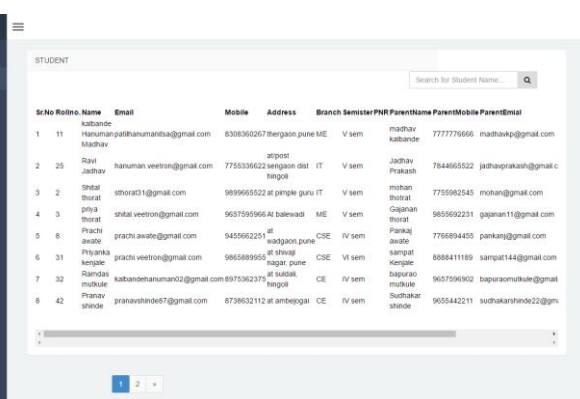 STUDENT
Search for Student Name...
Sr.No Rollno. Name Email Mobile Address Branch Semister PNR ParentName ParentMobile ParentEmial
1 11 kalbande Hanuman Madhav patilhanumanitsa@gmail.com 8308360267 thergaon,pune ME V sem madhav kalbande 7777776666 madhavkp@gmail.com
2 25 Ravi Jadhav hanuman.veetron@gmail.com 7755336622 at/post sengaon dist hingoli IT V sem Jadhav Prakash 7844665522 jadhavprakash@gmail.c
3 2 Shital thorat sthorat31@gmail.com 9899665522 at pimple guru IT V sem mohan thotrat 7755982545 mohan@gmail.com
4 3 priya thorat shital.veetron@gmail.com 9657595966 At balewadi ME V sem Gajanan thorat 9855692231 gajanan11@gmail.com
5 8 Prachi awate prachi.awate@gmail.com 9455662251 at wadgaon,pune CSE IV sem Pankaj awate 7766894455 pankanj@gmail.com
6 31 Priyanka kenjale prachi.veetron@gmail.com 9865889955 at shivaji nagar, pune CSE VI sem sampat Kenjale 8888411189 sampat144@gmail.com
7 32 Ramdas mutkule kalbandehanuman02@gmail.com 8975362375 at suldali, hingoli CE IV sem bapurao mutkule 9657596902 bapuraomutkule@gmail
8 42 Pranav shinde pranavshinde87@gmail.com 8738632112 at ambejogai CE IV sem Sudhakar shinde 9655442211 sudhakarshinde22@gm
1 2 »